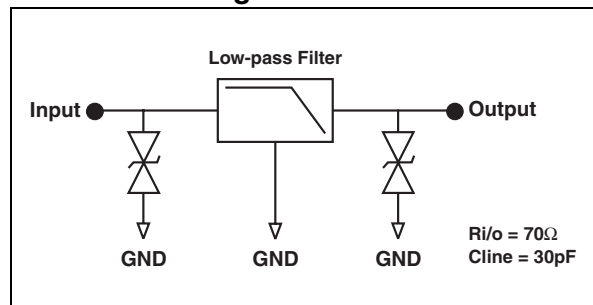 Low-pass Filter
Input
Output
GND
GND
GND
Ri/o = 70Ω
Cline = 30pF